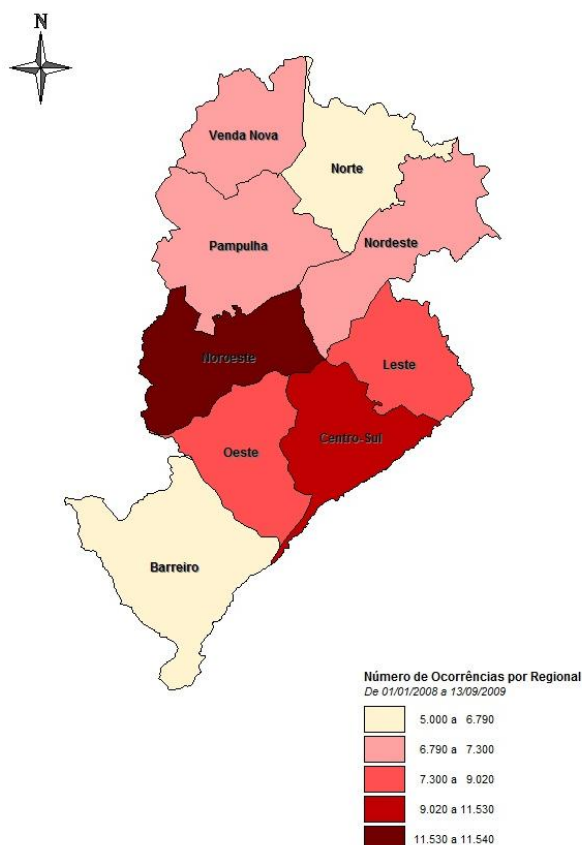 N
Venda Nova
Norte
Pampulha
Nordeste
Noroeste
Leste
Centro-Sul
Oeste
Barreiro
Número de Ocorrências por Regional
De 01/01/2008 a 13/09/2009
5.000 a 6.790
6.790 a 7.300
7.300 a 9.020
9.020 a 11.530
11.530 a 11.540